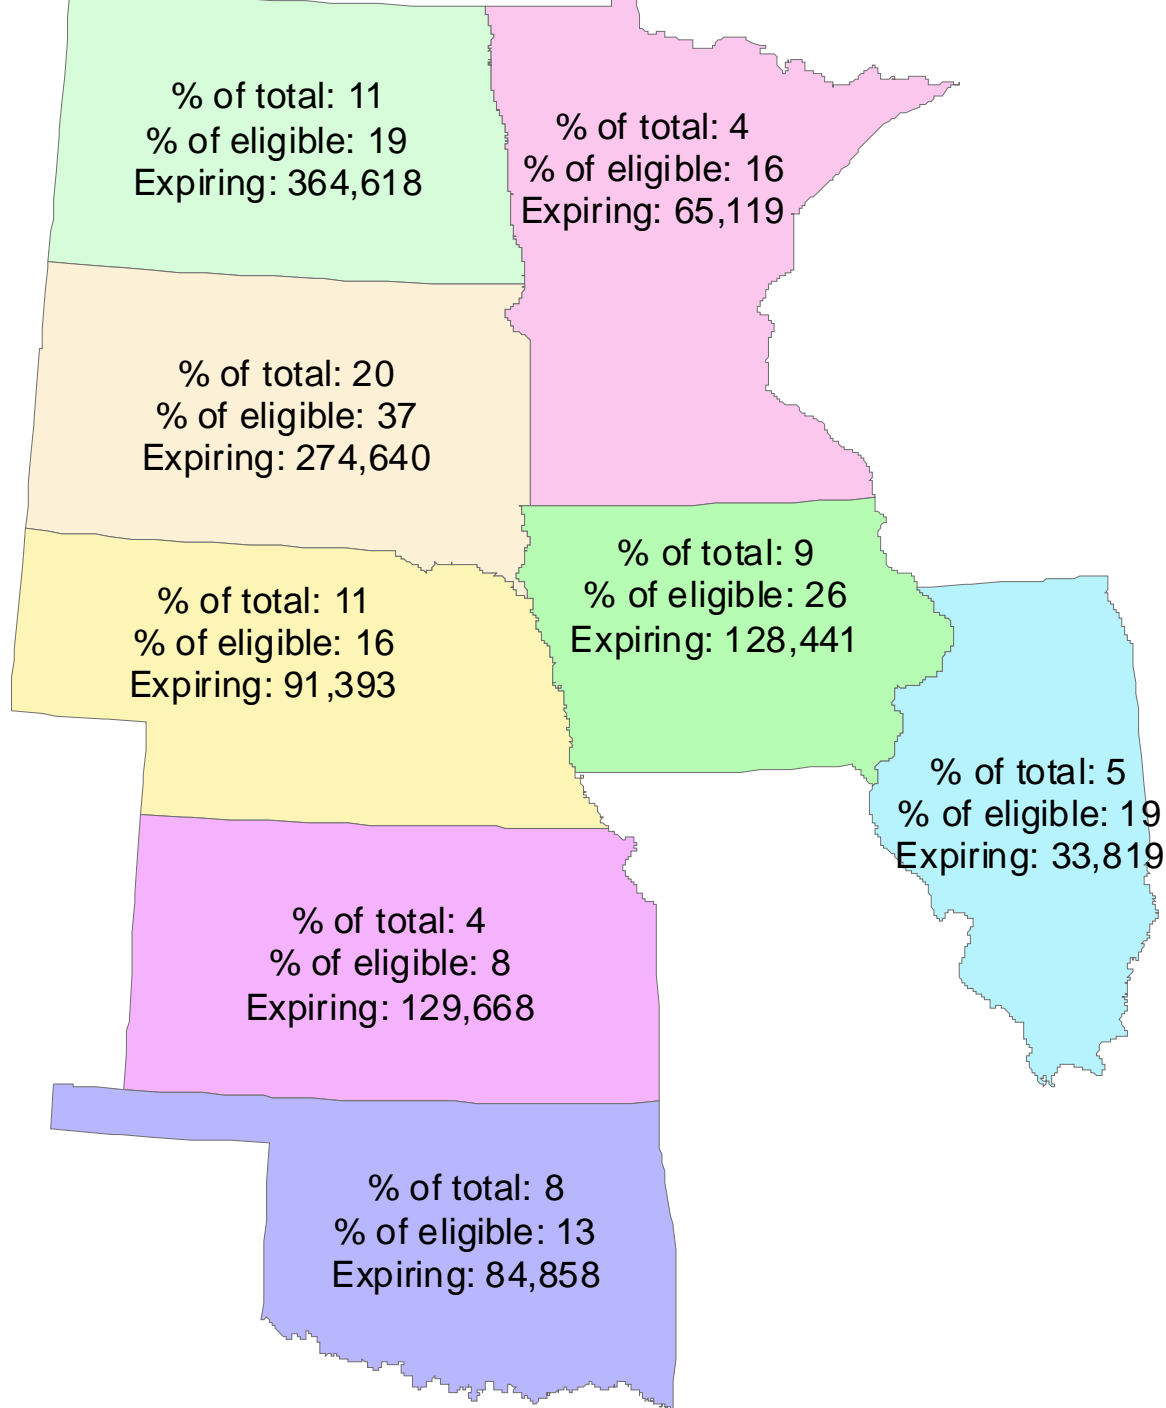 % of total: 11
% of eligible: 19
Expiring: 364,618
% of total: 4
% of eligible: 16
Expiring: 65,119
% of total: 20
% of eligible: 37
Expiring: 274,640
% of total: 11
% of eligible: 16
Expiring: 91,393
% of total: 9
% of eligible: 26
Expiring: 128,441
% of total: 5
% of eligible: 19
Expiring: 33,819
% of total: 4
% of eligible: 8
Expiring: 129,668
% of total: 8
% of eligible: 13
Expiring: 84,858